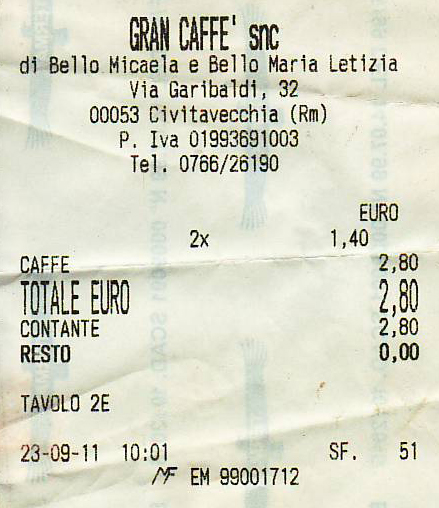 GRAN CAFFE' snc
di Bello Micaela e Bello Maria Letizia
Via Garibaldi, 32
00053 Civitavecchia (Rm)
P. Iva 01993691003
Tel. 0766/26190
EURO
2x 1,40
CAFFE 2,80
TOTALE EURO 2,80
CONTANTE 2,80
RESTO 0,00
TAVOLO 2E
23-09-11 10:01 SF. 51
MF EM 99001712